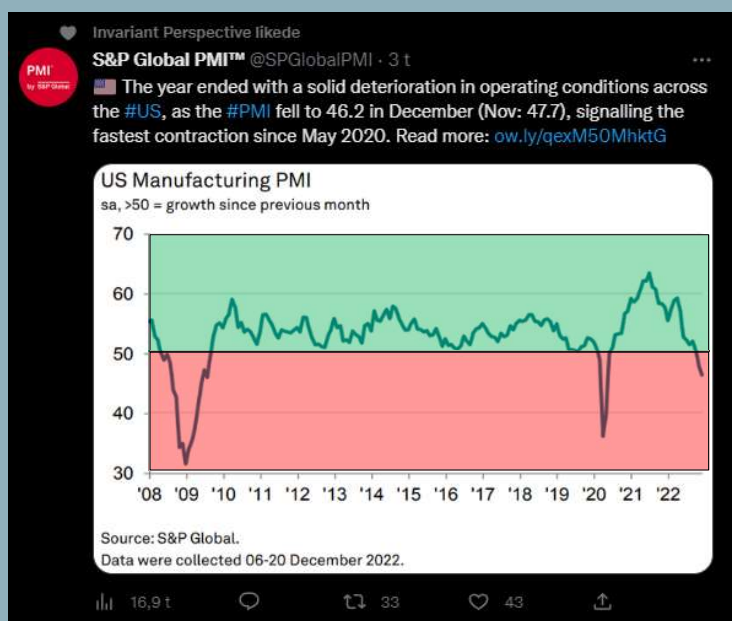 Invariant Perspective likede
S&P Global PMI™ @SPGlobalPMI · 3 t
PMI™
by S&P Global
The year ended with a solid deterioration in operating conditions across
the #US, as the #PMI fell to 46.2 in December (Nov: 47.7), signalling the
fastest contraction since May 2020. Read more: ow.ly/qexM50MhktG
US Manufacturing PMI
sa, >50 = growth since previous month
70
60
50
40
30
'08 '09 '10 '11 '12 '13 '14 '15 '16 '17 '18 '19 '20 '21 '22
Source: S&P Global.
Data were collected 06-20 December 2022.
16,9 t 33 43